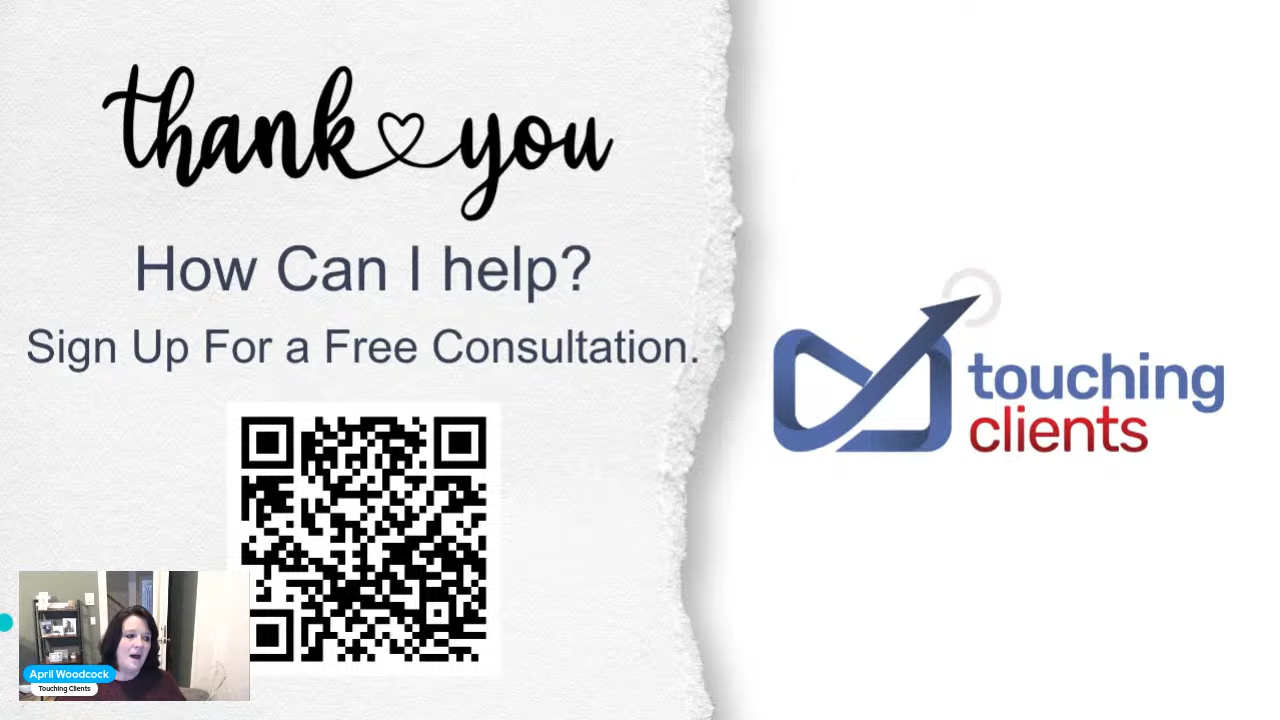 thank you
How Can I help?
Sign Up For a Free Consultation.
touching
clients
April Woodcock
Touching Clients